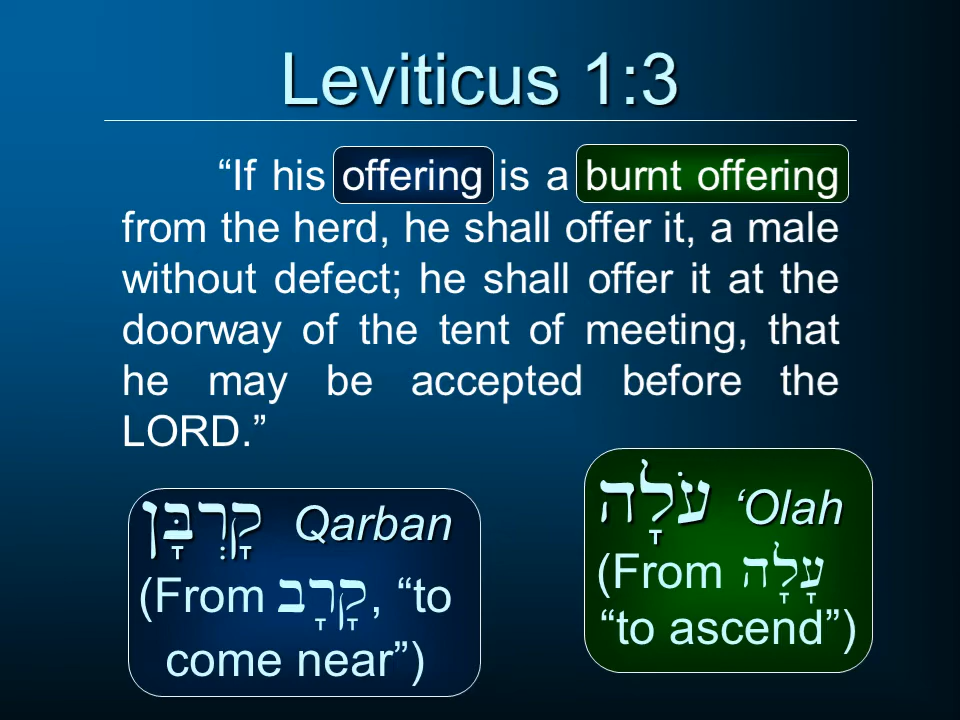 Leviticus 1:3
“If his offering is a burnt offering
from the herd, he shall offer it, a male
without defect; he shall offer it at the
doorway of the tent of meeting, that
he may be accepted before the
LORD.”
קָרְבָּן Qarban
(From קָרָב, “to
come near”)
עֹלָה ‘Olah
(From עָלָה
“to ascend”)